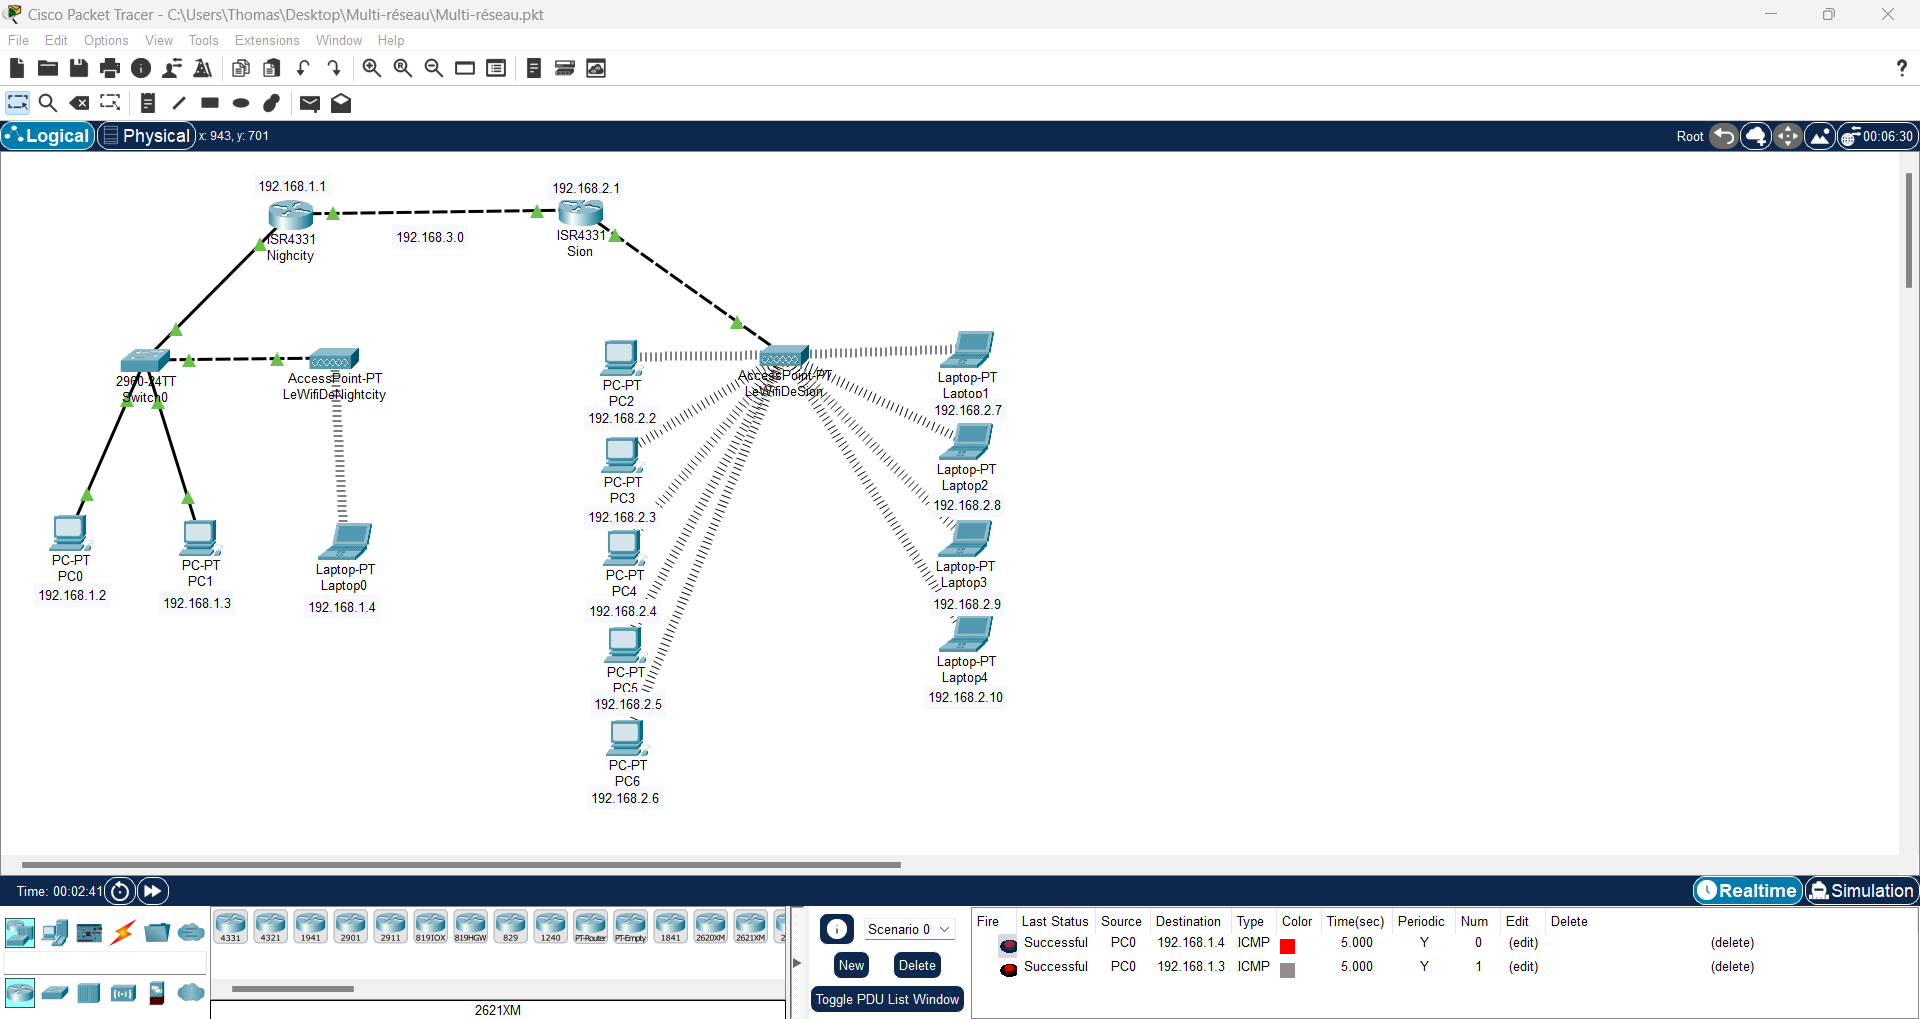 Cisco Packet Tracer - C:\Users\Thomas\Desktop\Multi-réseau\Multi-réseau.pkt
File Edit Options View Tools Extensions Window Help
Logical Physical x: 943, y: 701 Root 00:06:30
192.168.1.1
192.168.2.1
ISR4331
Nighcity
192.168.3.0
ISR4331
Sion
2960-24TT
Switch0
AccessPoint-PT
LeWifiDeNightcity
AccessPoint-PT
LeWifiDeSion
PC-PT
PC0
192.168.1.2
PC-PT
PC1
192.168.1.3
Laptop-PT
Laptop0
192.168.1.4
PC-PT
PC2
192.168.2.2
PC-PT
PC3
192.168.2.3
PC-PT
PC4
192.168.2.4
PC-PT
PC5
192.168.2.5
PC-PT
PC6
192.168.2.6
Laptop-PT
Laptop1
192.168.2.7
Laptop-PT
Laptop2
192.168.2.8
Laptop-PT
Laptop3
192.168.2.9
Laptop-PT
Laptop4
192.168.2.10
Time: 00:02:41 Realtime Simulation
4331 4321 1941 2901 2911 819IOX 819HGW 829 1240 PT-Router PT-Empty 1841 2620XM 2621XM 2
2621XM
Scenario 0
New Delete
Toggle PDU List Window
Fire Last Status Source Destination Type Color Time(sec) Periodic Num Edit Delete
Successful PC0 192.168.1.4 ICMP 5.000 Y 0 (edit) (delete)
Successful PC0 192.168.1.3 ICMP 5.000 Y 1 (edit) (delete)